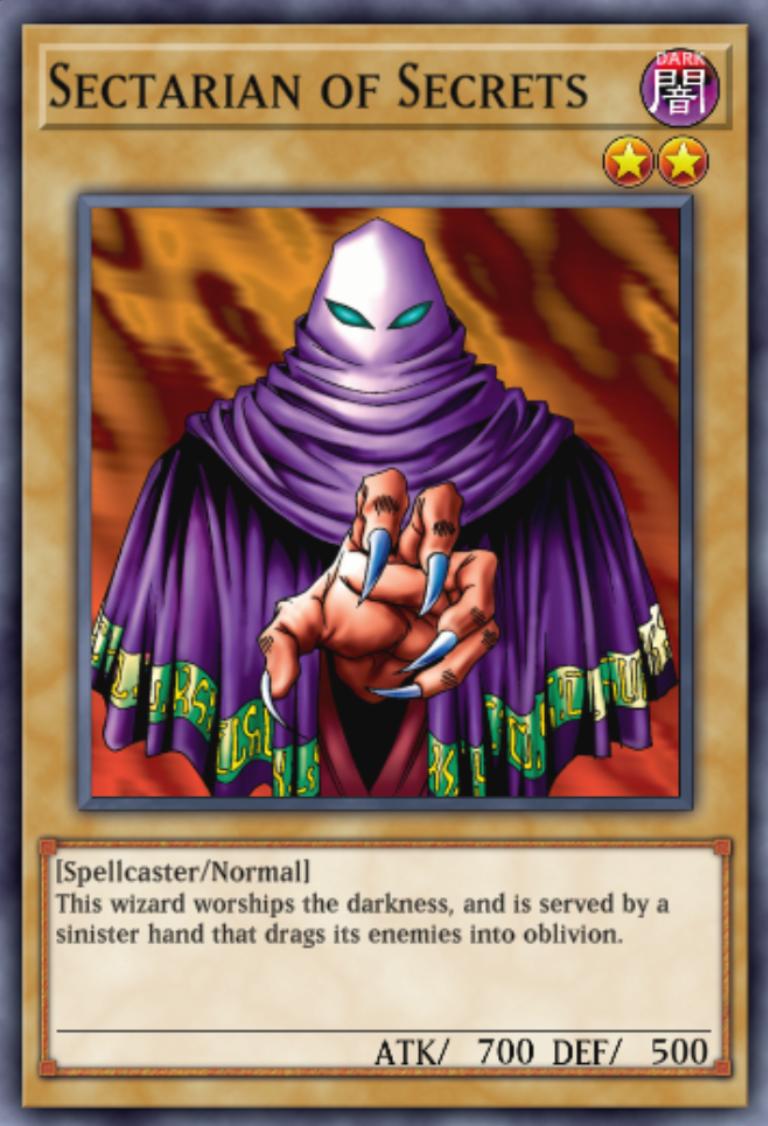 Sectarian of Secrets
DARK
闇
[Spellcaster/Normal]
This wizard worships the darkness, and is served by a
sinister hand that drags its enemies into oblivion.
ATK/ 700 DEF/ 500